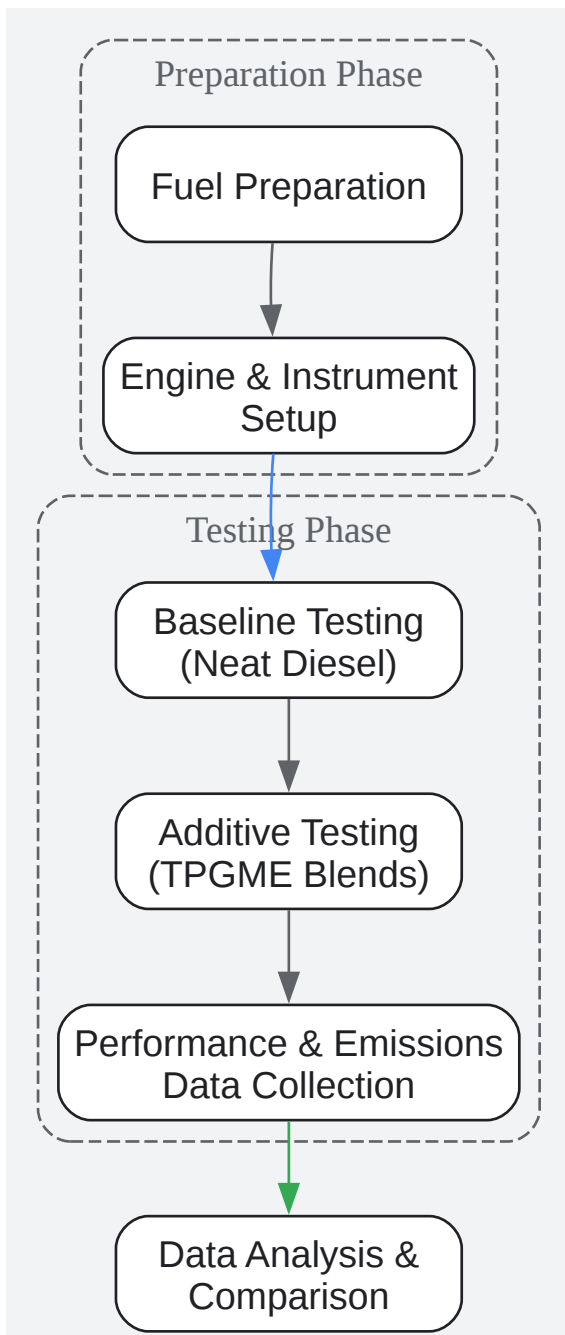 Preparation Phase
Fuel Preparation
Engine & Instrument
Setup
Testing Phase
Baseline Testing
(Neat Diesel)
Additive Testing
(TPGME Blends)
Performance & Emissions
Data Collection
Data Analysis &
Comparison